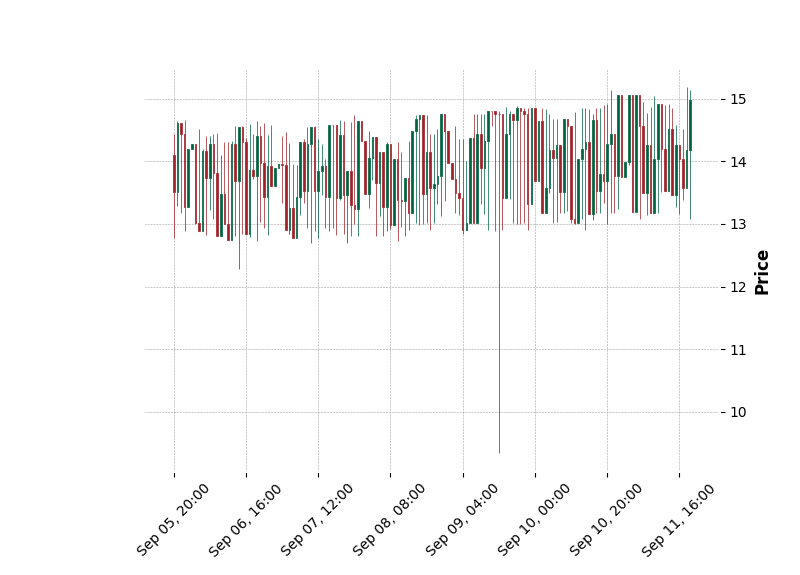 15
14
13
12
11
10
Price
Sep 05, 20:00
Sep 06, 16:00
Sep 07, 12:00
Sep 08, 08:00
Sep 09, 04:00
Sep 10, 00:00
Sep 10, 20:00
Sep 11, 16:00